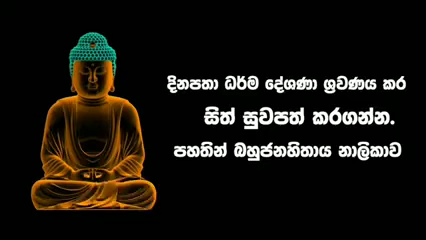 දිනපතා ධර්ම දේශණා ශ්‍රවණය කර
සිත් සුවපත් කරගන්න.
පහතින් බහුජනහිතාය නාලිකාව